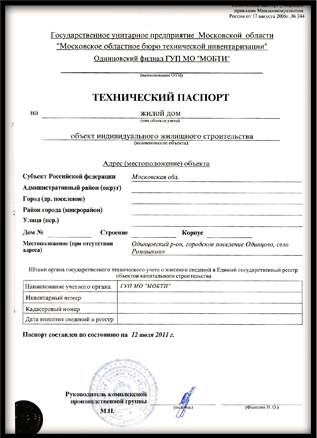 приказом Минэкономразвития
России от 17 августа 2006г. № 244
Государственное унитарное предприятие Московской области
"Московское областное бюро технической инвентаризации"
Одинцовский филиал ГУП МО "МОБТИ"
(наименование ОТИ)
ТЕХНИЧЕСКИЙ ПАСПОРТ
на жилой дом
(тип объекта учета)
объект индивидуального жилищного строительства
(наименование объекта)
Адрес (местоположение) объекта
Субъект Российской федерации Московская обл.
Административный район (округ)
Город (др. поселение)
Район города (микрорайон)
Улица (пер.)
Дом № Строение Корпус
Местоположение (при отсутствии Одинцовский р-он, городское поселение Одинцово, село
адреса) Ромашково
Штамп органа государственного технического учета о внесении сведений в Единый государственный реестр
объектов капитального строительства
Наименование учетного органа ГУП МО "МОБТИ"
Инвентарный номер
Кадастровый номер
Дата внесения сведений в реестр
Паспорт составлен по состоянию на 12 июля 2011 г.
Руководитель комплексной
производственной группы
М.П. (подпись) (Фамилия И. О.)